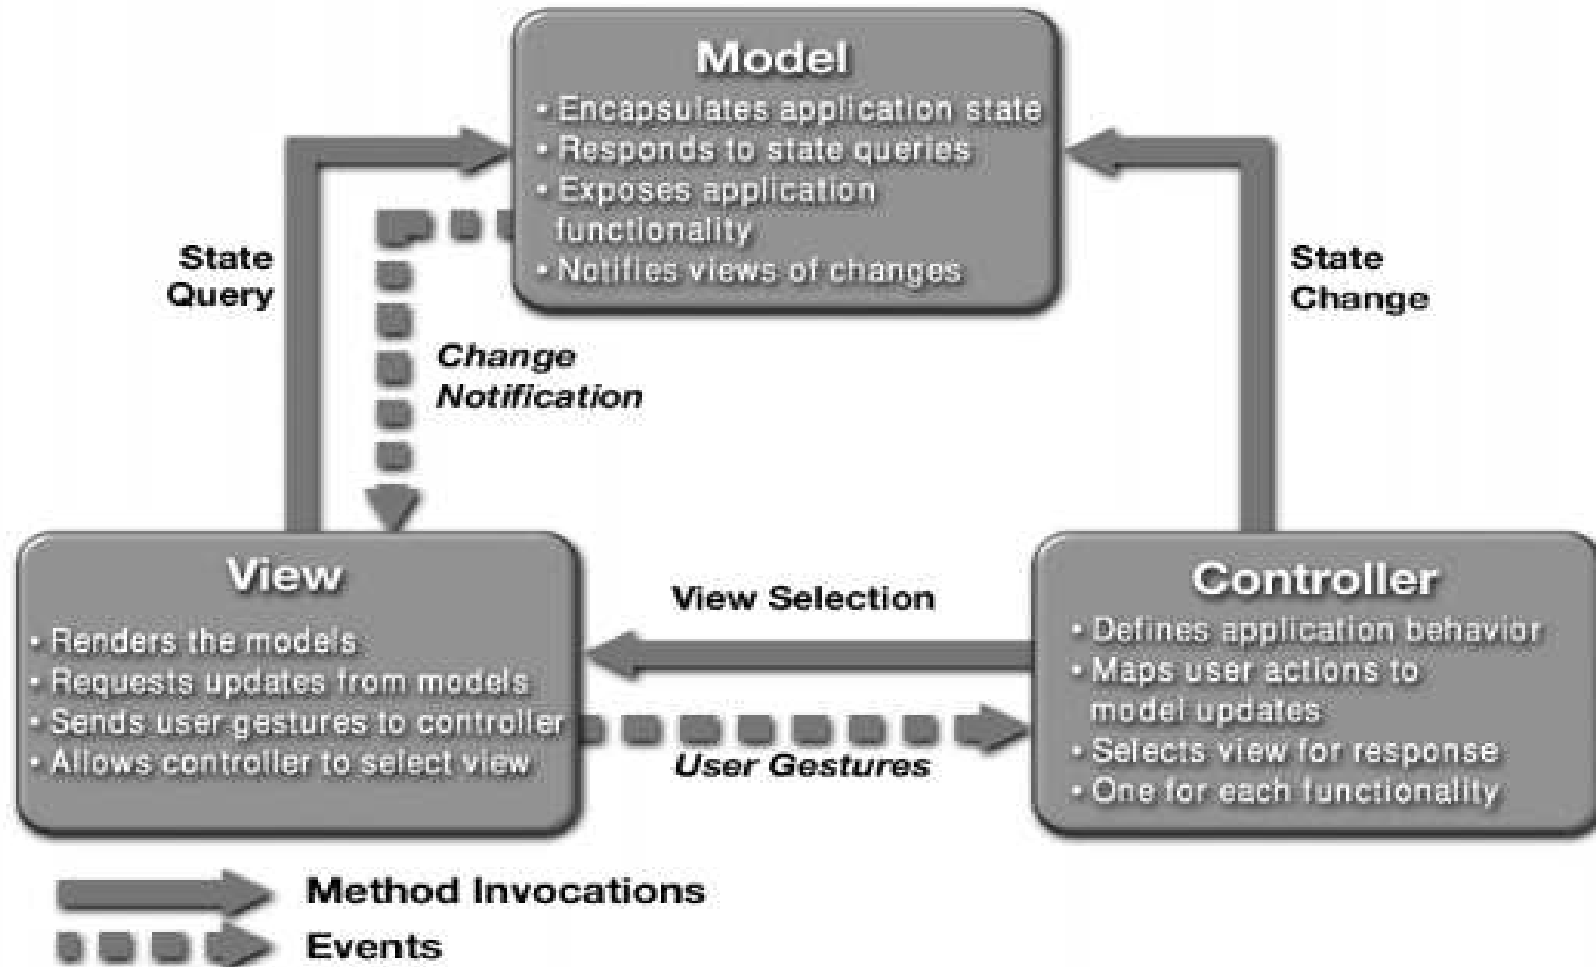 Model
• Encapsulates application state
• Responds to state queries
• Exposes application
functionality
• Notifies views of changes
State
Query
State
Change
Change
Notification
View
• Renders the models
• Requests updates from models
• Sends user gestures to controller
• Allows controller to select view
View Selection
User Gestures
Controller
• Defines application behavior
• Maps user actions to
model updates
• Selects view for response
• One for each functionality
Method Invocations
Events